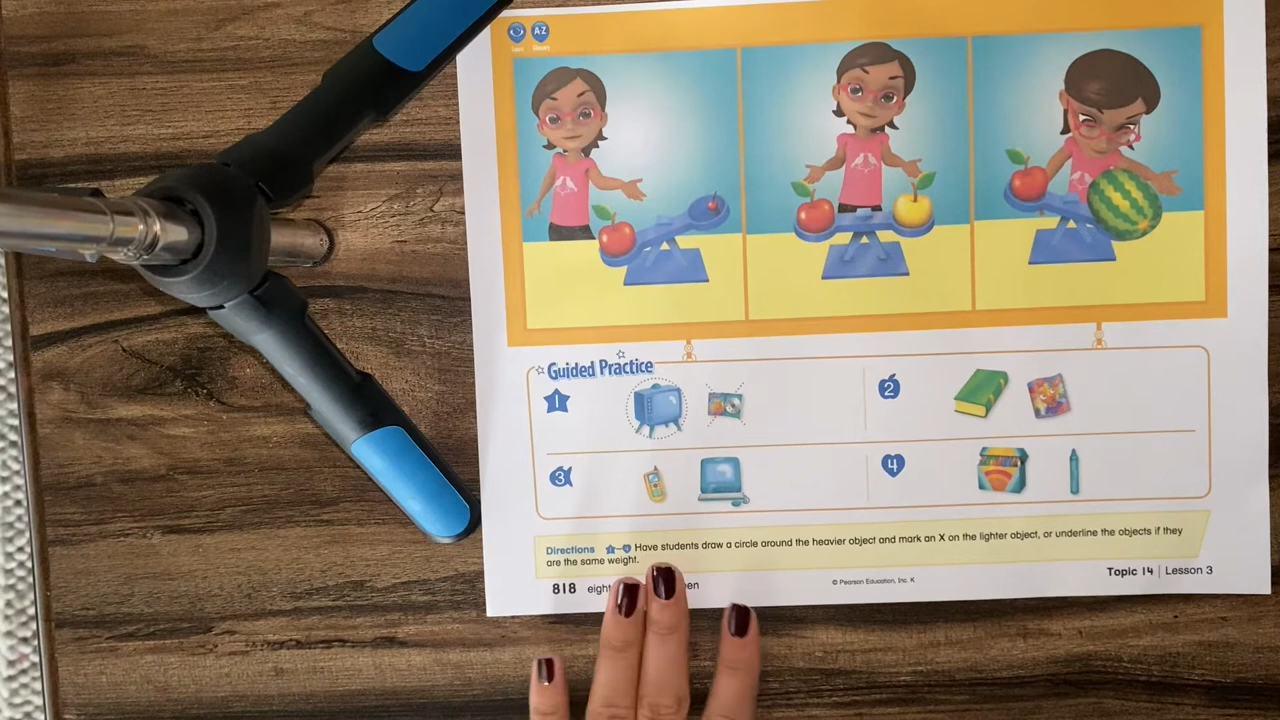 A-Z
Guided Practice
1
2
3
4
Directions Have students draw a circle around the heavier object and mark an X on the lighter object, or underline the objects if they
are the same weight.
818
© Pearson Education, Inc. K
Topic 14 | Lesson 3